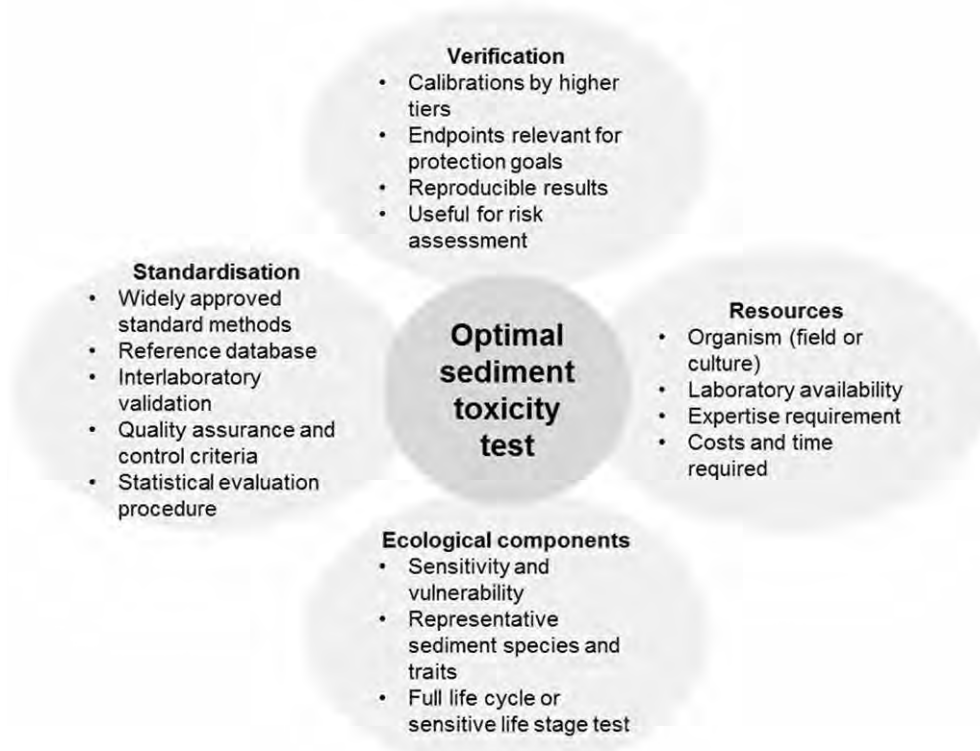 Verification
• Calibrations by higher
tiers
• Endpoints relevant for
protection goals
• Reproducible results
• Useful for risk
assessment
Standardisation
• Widely approved
standard methods
• Reference database
• Interlaboratory
validation
• Quality assurance and
control criteria
• Statistical evaluation
procedure
Optimal
sediment
toxicity
test
Resources
• Organism (field or
culture)
• Laboratory availability
• Expertise requirement
• Costs and time
required
Ecological components
• Sensitivity and
vulnerability
• Representative
sediment species and
traits
• Full life cycle or
sensitive life stage test